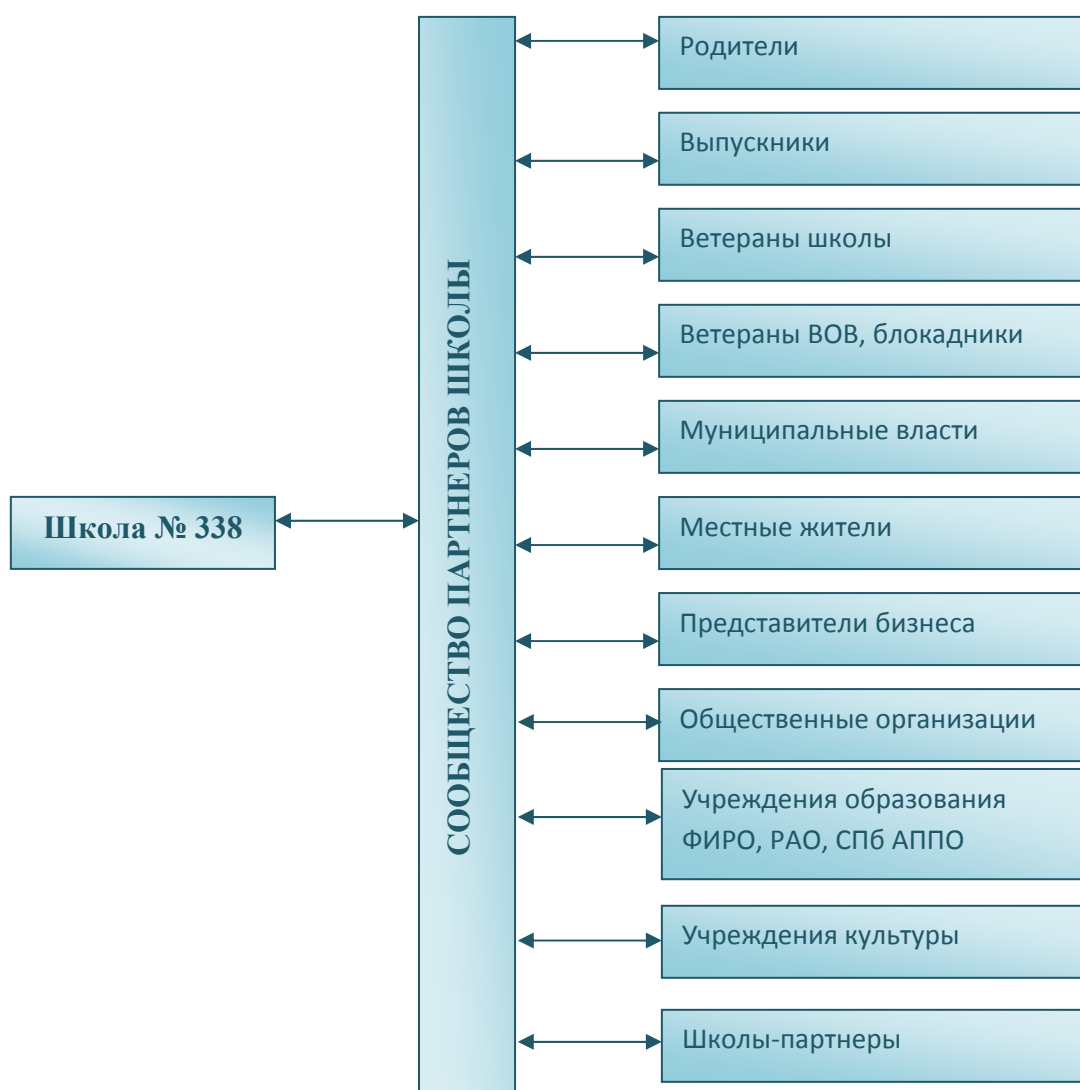 Школа № 338
СООБЩЕСТВО ПАРТНЕРОВ ШКОЛЫ
Родители
Выпускники
Ветераны школы
Ветераны ВОВ, блокадники
Муниципальные власти
Местные жители
Представители бизнеса
Общественные организации
Учреждения образования
ФИРО, РАО, СПб АППО
Учреждения культуры
Школы-партнеры